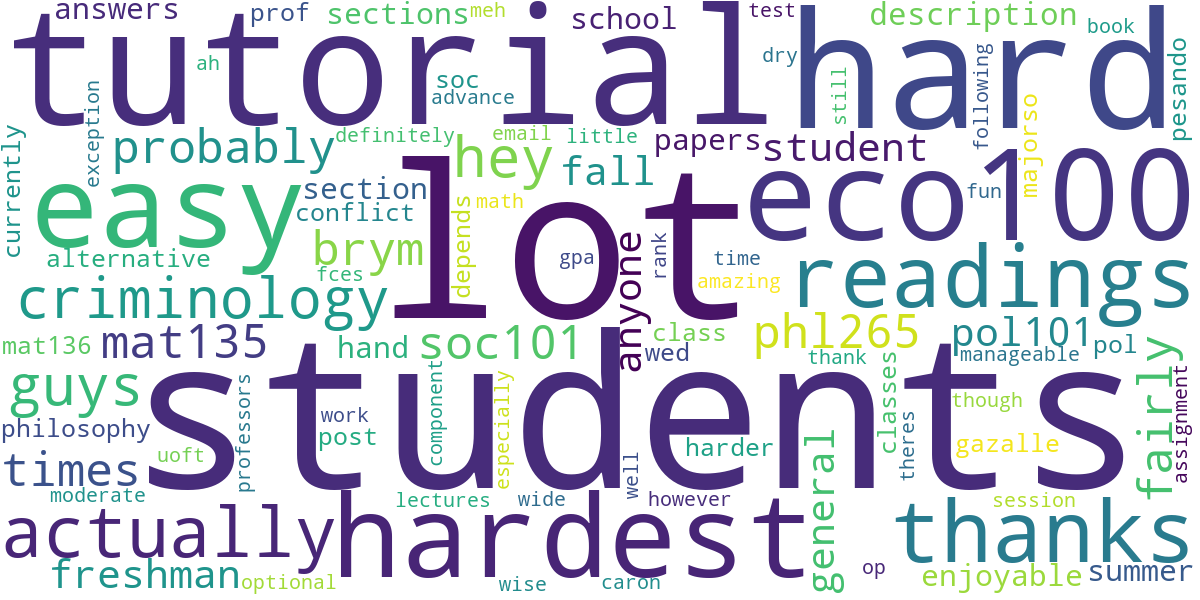 answers
prof
sections
meh
school
test
description
book
tutorial
hard
ah
soc
advance
dry
still
following
pesando
exception
currently
probably
definitely
email
little
papers
student
majorso
hey
fall
easy
section
conflict
math
lot
eco100
fun
brym
depends
gpa
anyone
rank
time
amazing
alternative
fces
criminology
readings
mat136
mat135
hand
soc101
class
wed
phl265
pol101
pol
manageable
thank
guys
students
fairly
philosophy
professors
work
post
component
especially
harder
classes
though
theres
gazalle
assignment
uoft
times
moderate
lectures
wide
well
however
general
session
actually
hardest
thanks
freshman
optional
wise
caron
op
enjoyable
summer